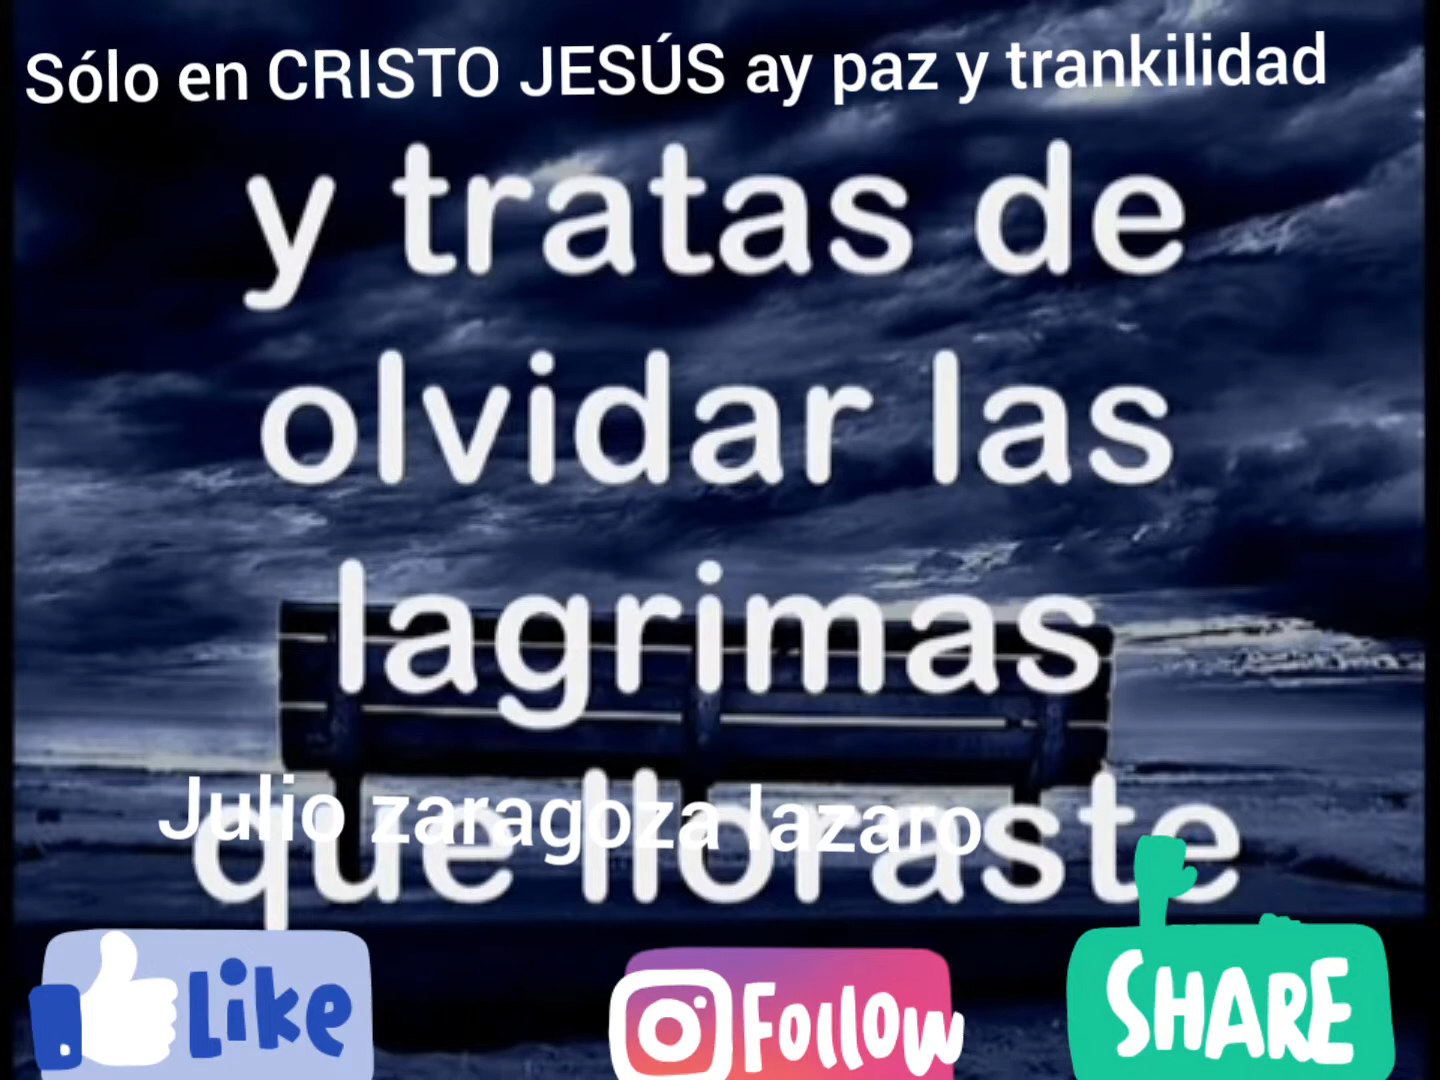 Sólo en CRISTO JESÚS ay paz y trankilidad
y tratas de
olvidar las
lagrimas
Julio zaragoza lazaro
que lloraste
Like
Follow
SHARE